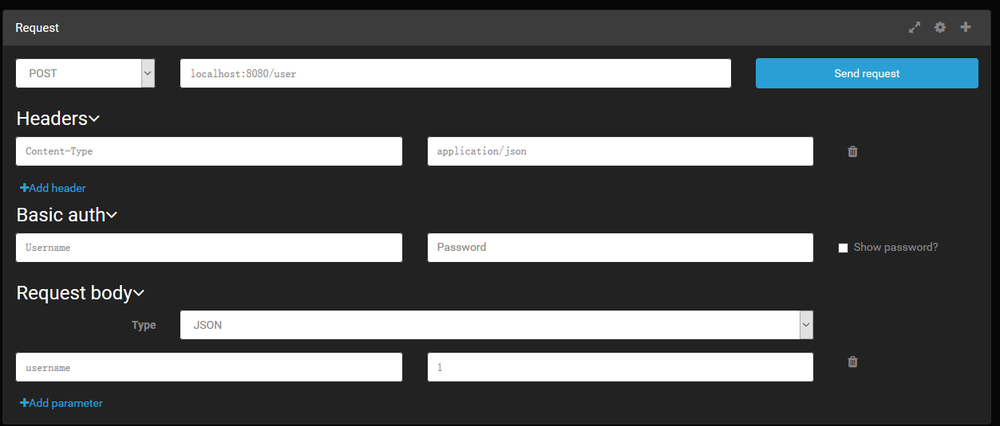 Request
POST localhost:8080/user Send request
Headers
Content-Type application/json
Add header
Basic auth
Username Password Show password?
Request body
Type JSON
username 1
Add parameter